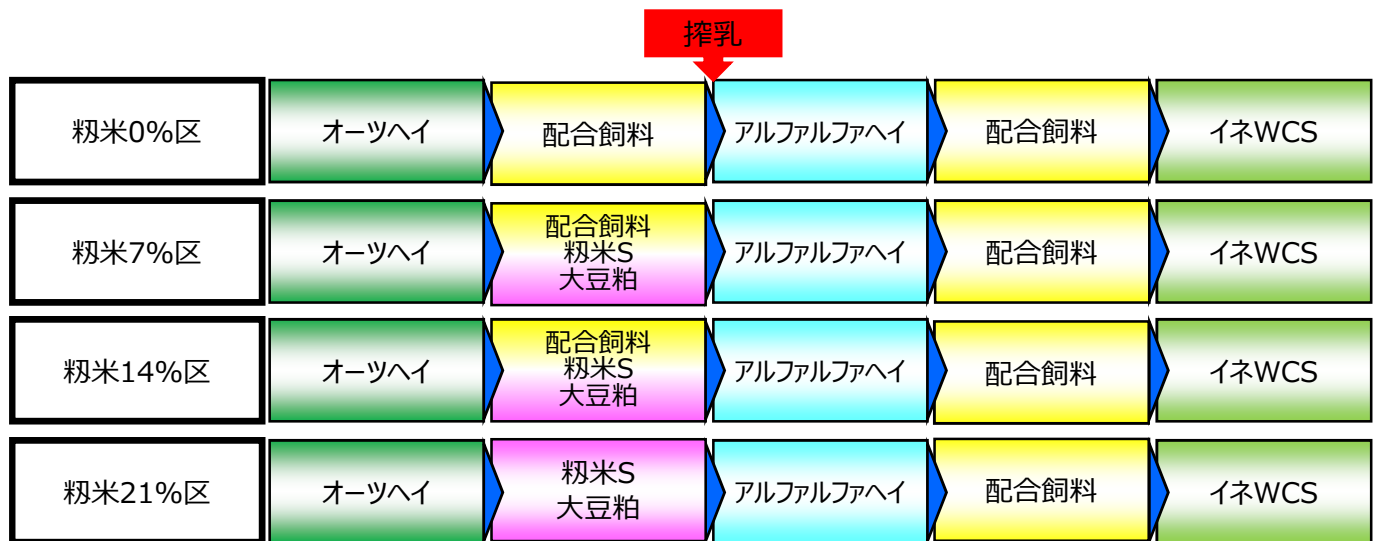 搾乳
籾米0%区
オーツヘイ
配合飼料
アルファルファヘイ
配合飼料
イネWCS
籾米7%区
オーツヘイ
配合飼料
籾米S
大豆粕
アルファルファヘイ
配合飼料
イネWCS
籾米14%区
オーツヘイ
配合飼料
籾米S
大豆粕
アルファルファヘイ
配合飼料
イネWCS
籾米21%区
オーツヘイ
籾米S
大豆粕
アルファルファヘイ
配合飼料
イネWCS